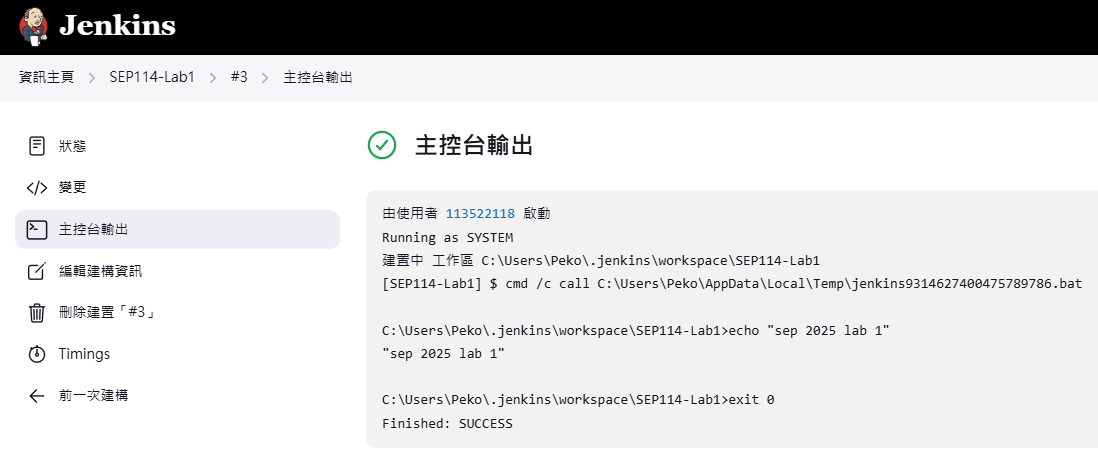 Jenkins
資訊主頁 > SEP114-Lab1 > #3 > 主控台輸出
狀態
變更
主控台輸出
編輯建構資訊
刪除建置「#3」
Timings
前一次建構
主控台輸出
由使用者 113522118 啟動
Running as SYSTEM
建置中 工作區 C:\Users\Peko\.jenkins\workspace\SEP114-Lab1
[SEP114-Lab1] $ cmd /c call C:\Users\Peko\AppData\Local\Temp\jenkins9314627400475789786.bat
C:\Users\Peko\.jenkins\workspace\SEP114-Lab1>echo "sep 2025 lab 1"
"sep 2025 lab 1"
C:\Users\Peko\.jenkins\workspace\SEP114-Lab1>exit 0
Finished: SUCCESS